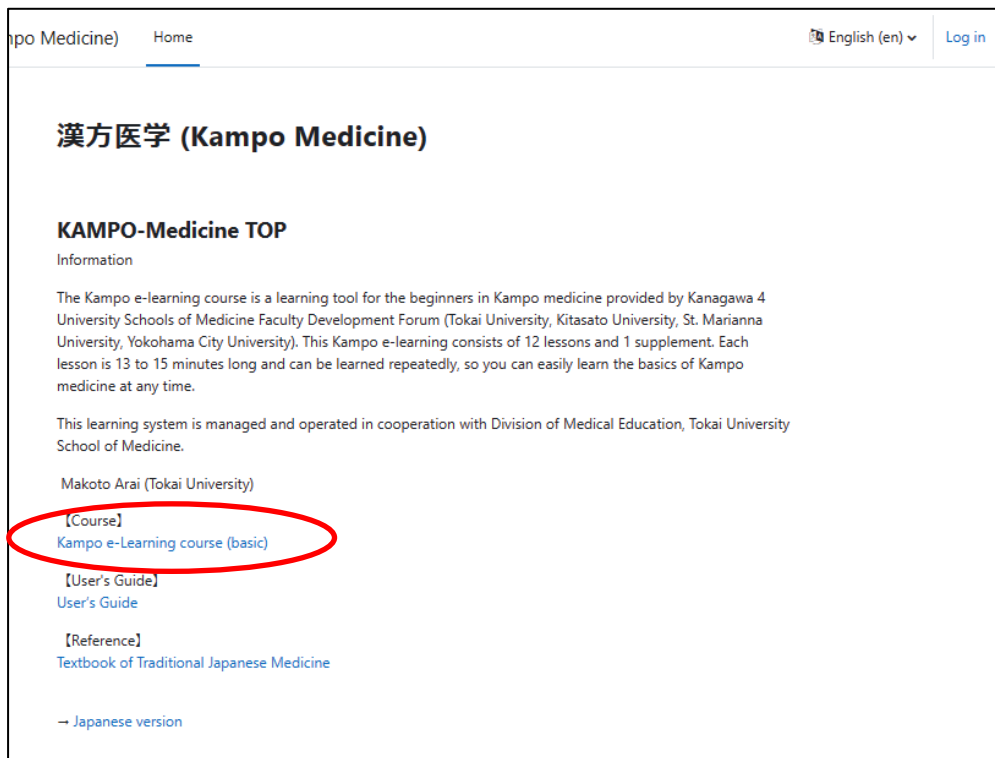 Medicine)
Home
English (en)
Log in
漢方医学 (Kampo Medicine)
KAMPO-Medicine TOP
Information
The Kampo e-learning course is a learning tool for the beginners in Kampo medicine provided by Kanagawa 4
University Schools of Medicine Faculty Development Forum (Tokai University, Kitasato University, St. Marianna
University, Yokohama City University). This Kampo e-learning consists of 12 lessons and 1 supplement. Each
lesson is 13 to 15 minutes long and can be learned repeatedly, so you can easily learn the basics of Kampo
medicine at any time.
This learning system is managed and operated in cooperation with Division of Medical Education, Tokai University
School of Medicine.
Makoto Arai (Tokai University)
【Course】
Kampo e-Learning course (basic)
【User's Guide】
User's Guide
【Reference】
Textbook of Traditional Japanese Medicine
→ Japanese version